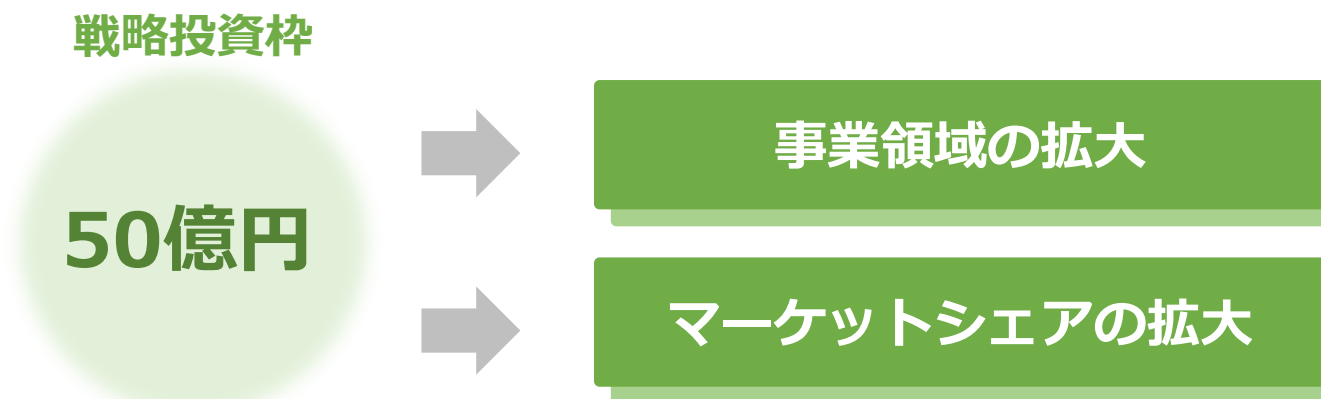 戦略投資枠
50億円
事業領域の拡大
マーケットシェアの拡大